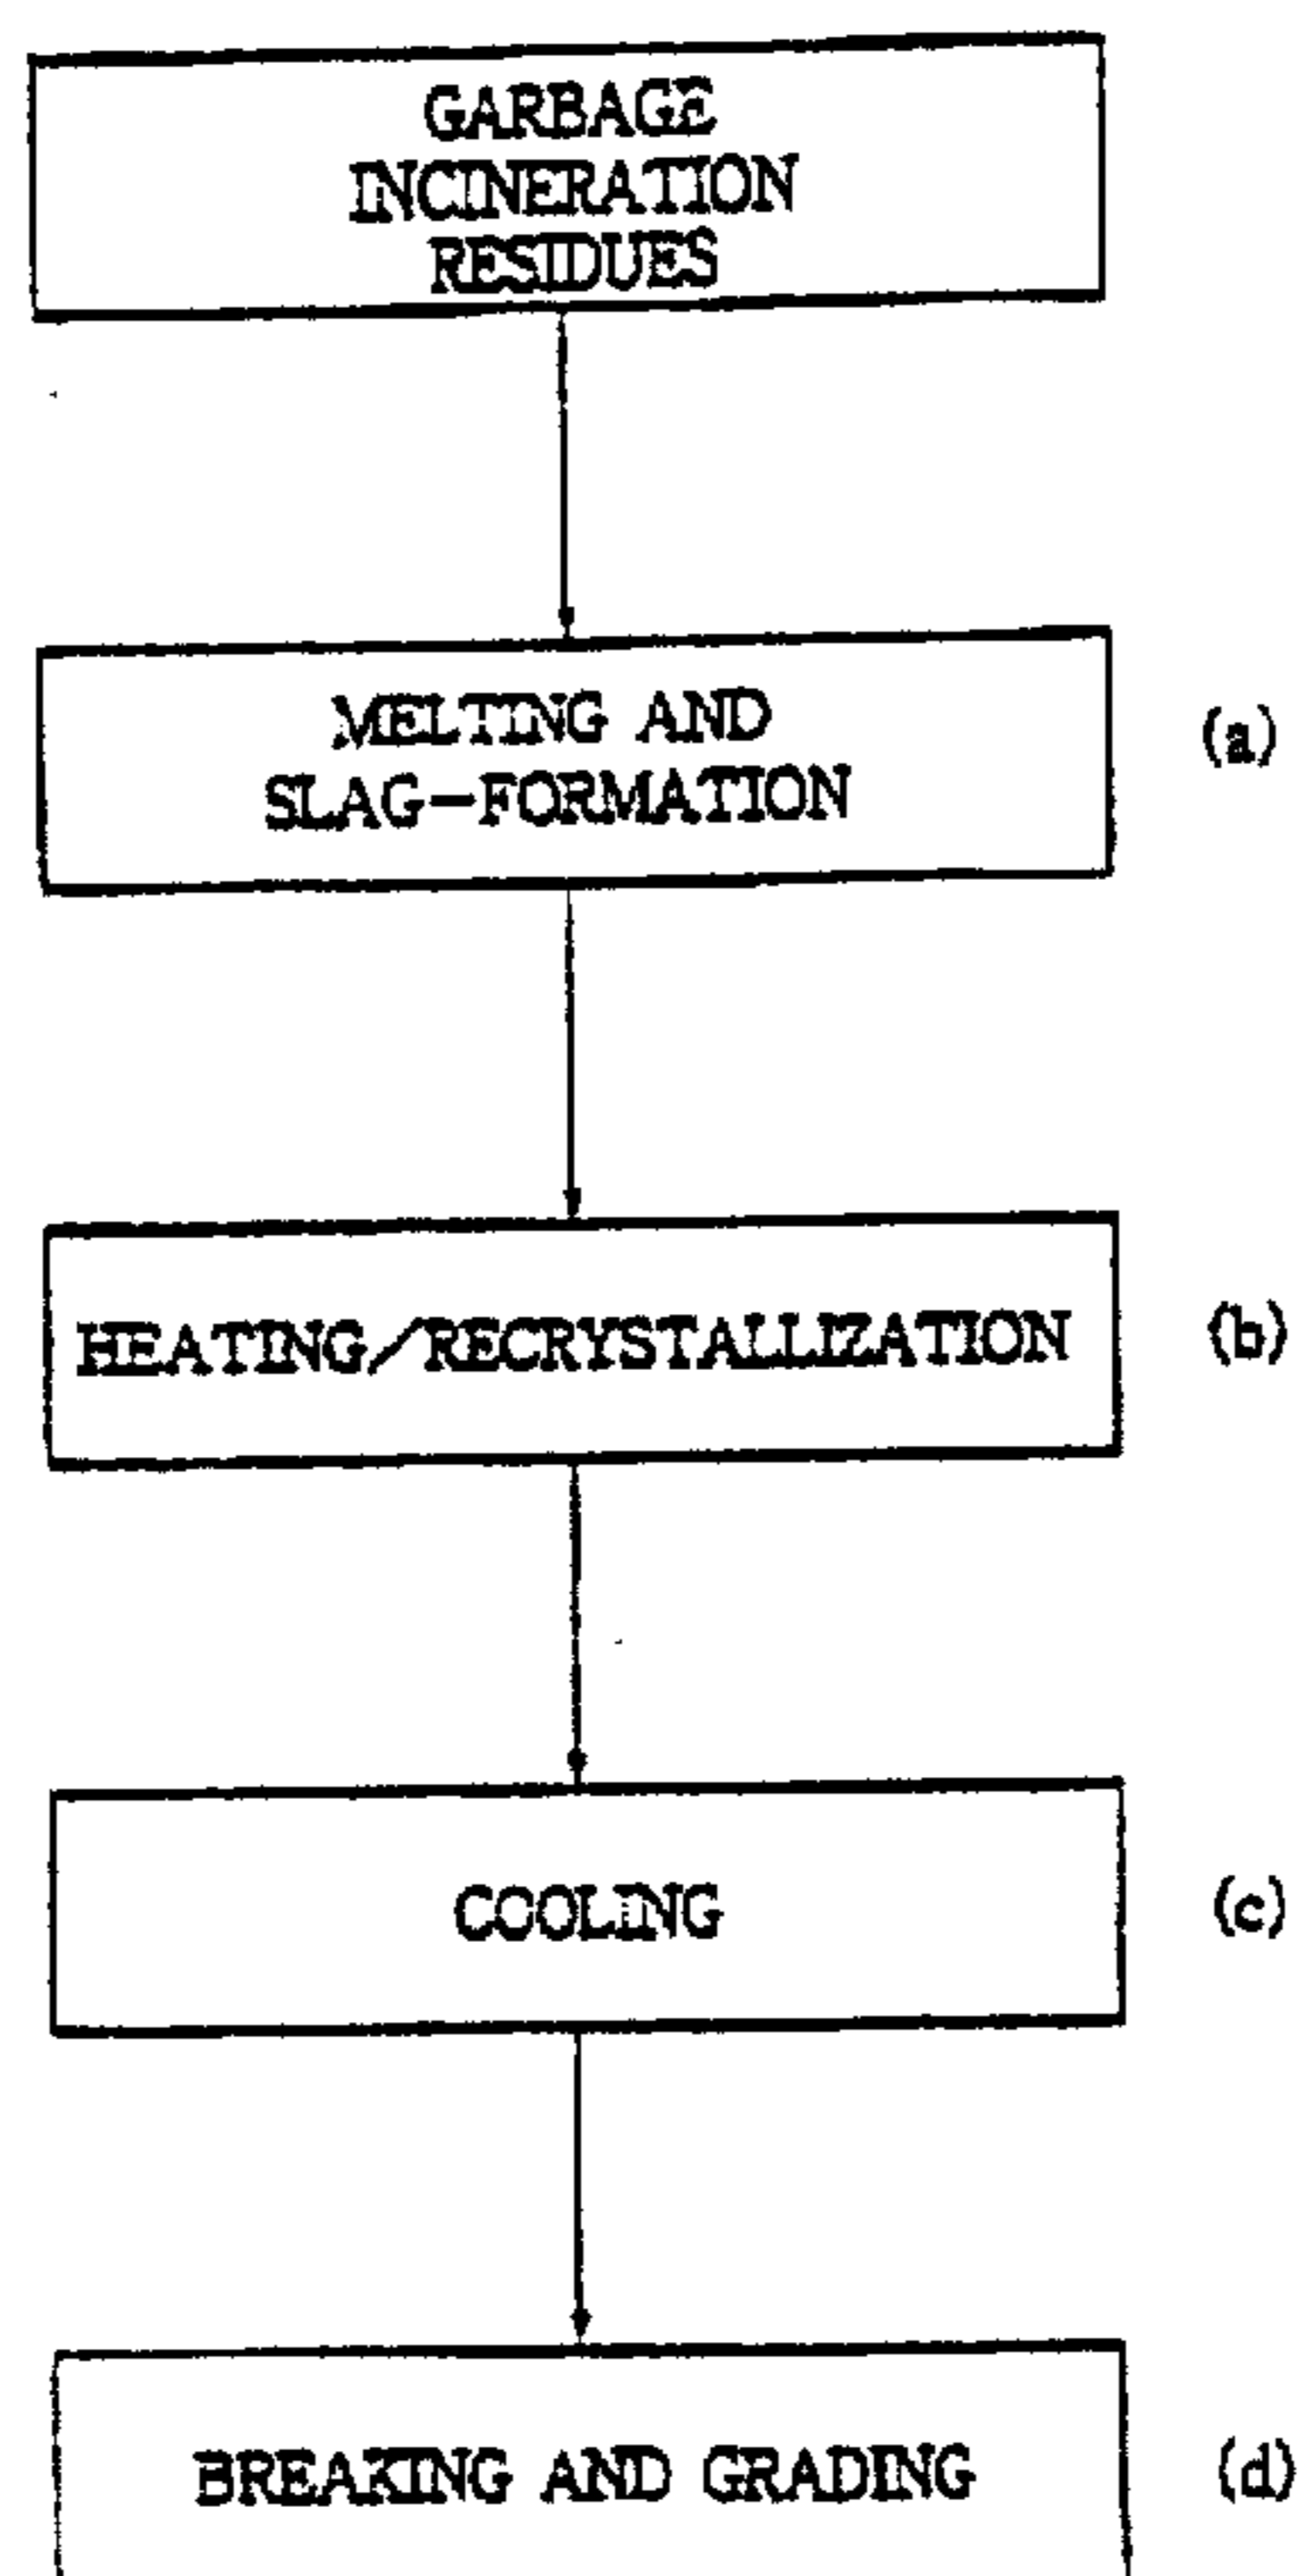 GARBAGE
INCINERATION
RESIDUES
MELTING AND
SLAG-FORMATION
(a)
HEATING/RECRYSTALLIZATION
(b)
COOLING
(c)
BREAKING AND GRADING
(d)